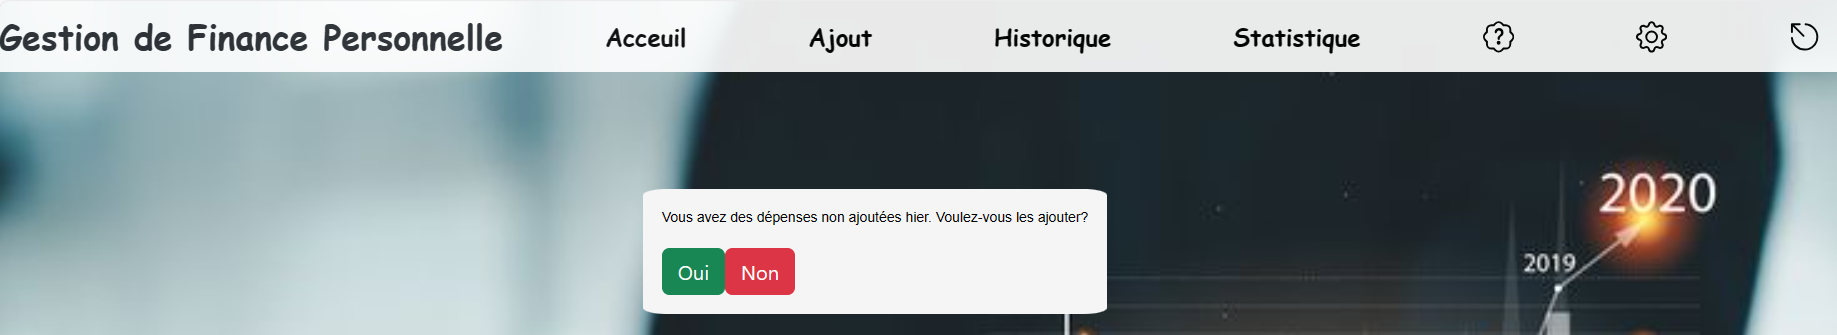 Gestion de Finance Personnelle Acceuil Ajout Historique Statistique ?
2020
Vous avez des dépenses non ajoutées hier. Voulez-vous les ajouter?
2019
Oui Non